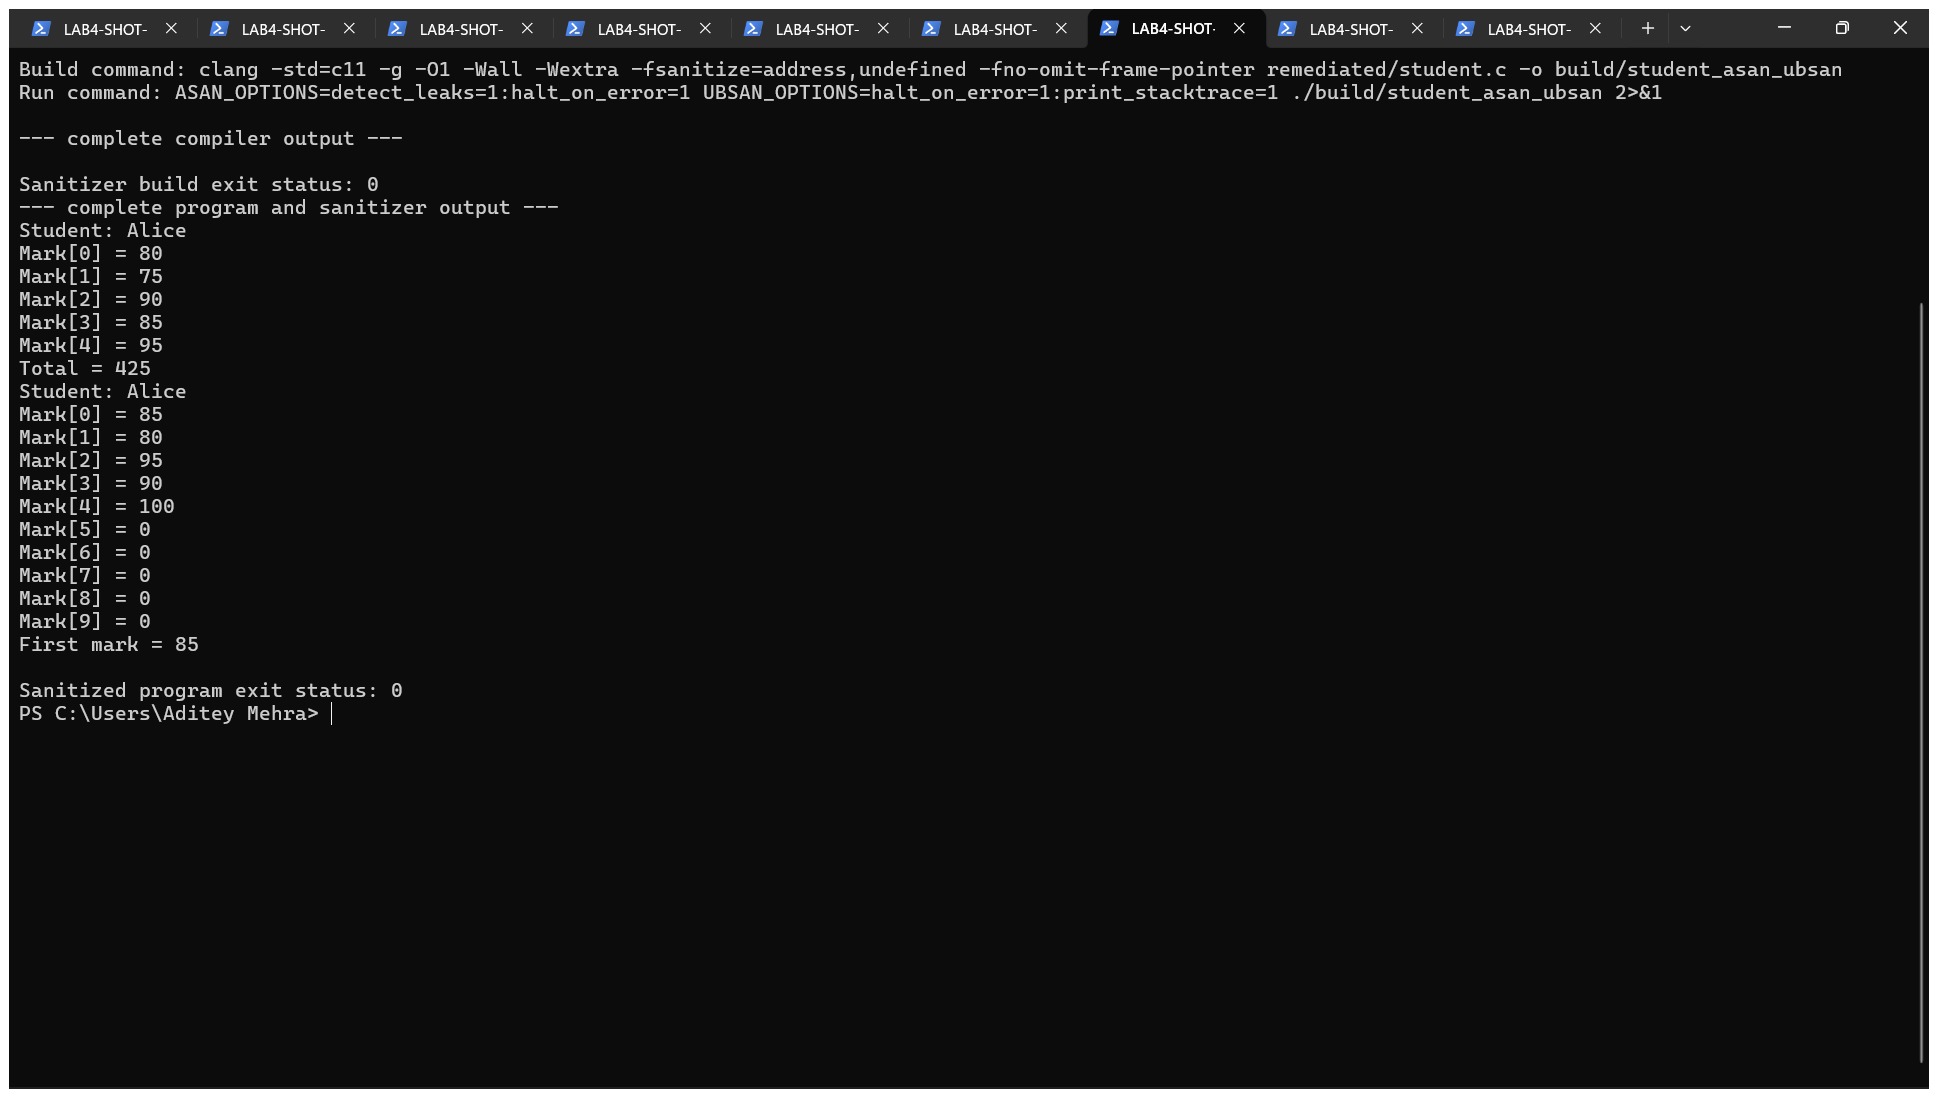 LAB4-SHOT- LAB4-SHOT- LAB4-SHOT- LAB4-SHOT- LAB4-SHOT- LAB4-SHOT- LAB4-SHOT- LAB4-SHOT- LAB4-SHOT-
Build command: clang -std=c11 -g -O1 -Wall -Wextra -fsanitize=address,undefined -fno-omit-frame-pointer remediated/student.c -o build/student_asan_ubsan
Run command: ASAN_OPTIONS=detect_leaks=1:halt_on_error=1 UBSAN_OPTIONS=halt_on_error=1:print_stacktrace=1 ./build/student_asan_ubsan 2>&1
--- complete compiler output ---
Sanitizer build exit status: 0
--- complete program and sanitizer output ---
Student: Alice
Mark[0] = 80
Mark[1] = 75
Mark[2] = 90
Mark[3] = 85
Mark[4] = 95
Total = 425
Student: Alice
Mark[0] = 85
Mark[1] = 80
Mark[2] = 95
Mark[3] = 90
Mark[4] = 100
Mark[5] = 0
Mark[6] = 0
Mark[7] = 0
Mark[8] = 0
Mark[9] = 0
First mark = 85
Sanitized program exit status: 0
PS C:\Users\Aditey Mehra>